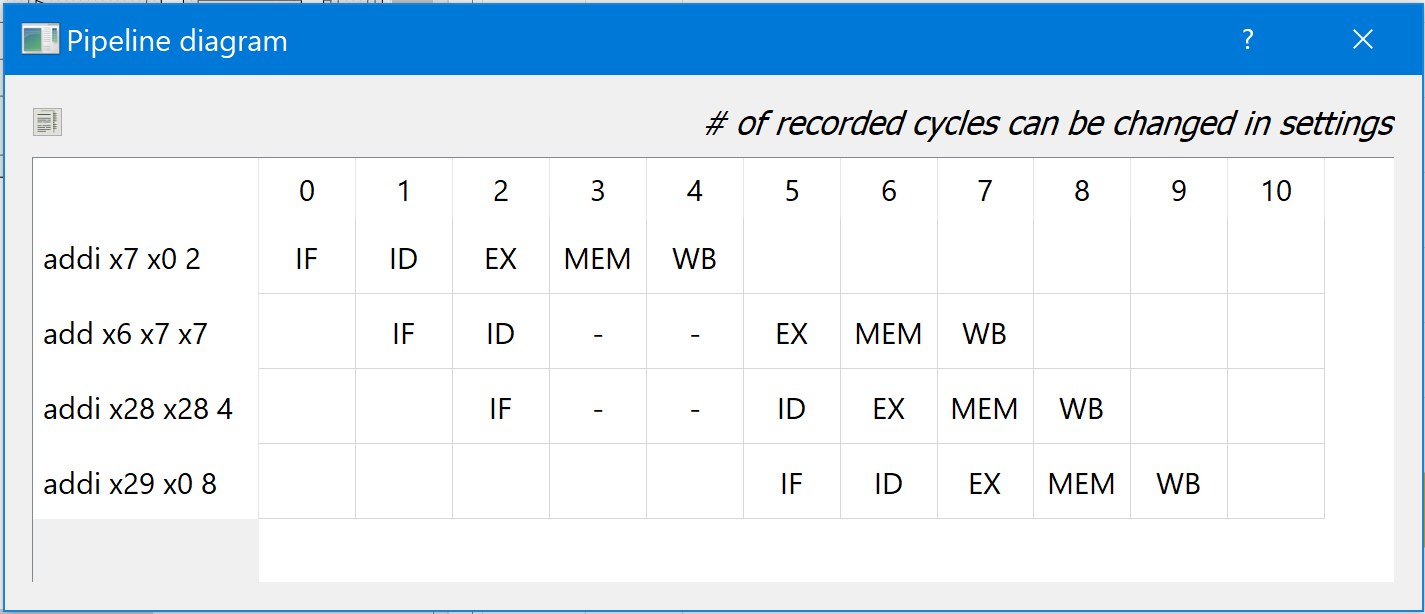 Pipeline diagram ?
# of recorded cycles can be changed in settings
0 1 2 3 4 5 6 7 8 9 10
addi x7 x0 2 IF ID EX MEM WB
add x6 x7 x7 IF ID - - EX MEM WB
addi x28 x28 4 IF - - ID EX MEM WB
addi x29 x0 8 IF ID EX MEM WB